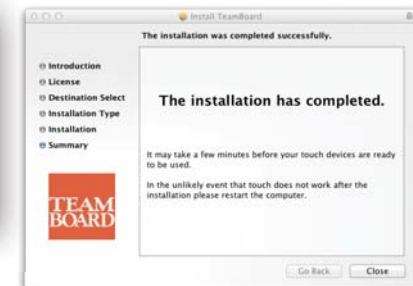 Install TeamBoard
The installation was completed successfully.
Introduction
License
Destination Select
Installation Type
Installation
Summary
The installation has completed.
It may take a few minutes before your touch devices are ready
to be used.
In the unlikely event that touch does not work after the
installation please restart the computer.
TEAM
BOARD
Go Back
Close